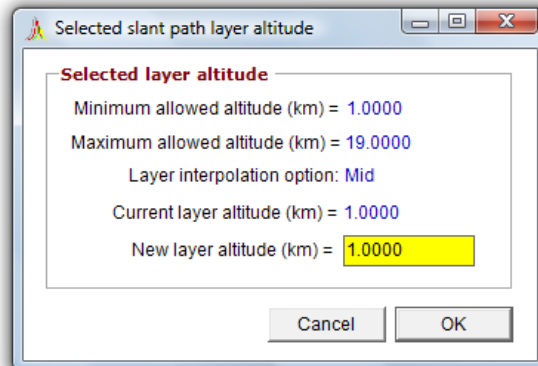 Selected slant path layer altitude
Selected layer altitude
Minimum allowed altitude (km) = 1.0000
Maximum allowed altitude (km) = 19.0000
Layer interpolation option: Mid
Current layer altitude (km) = 1.0000
New layer altitude (km) = 1.0000
Cancel OK